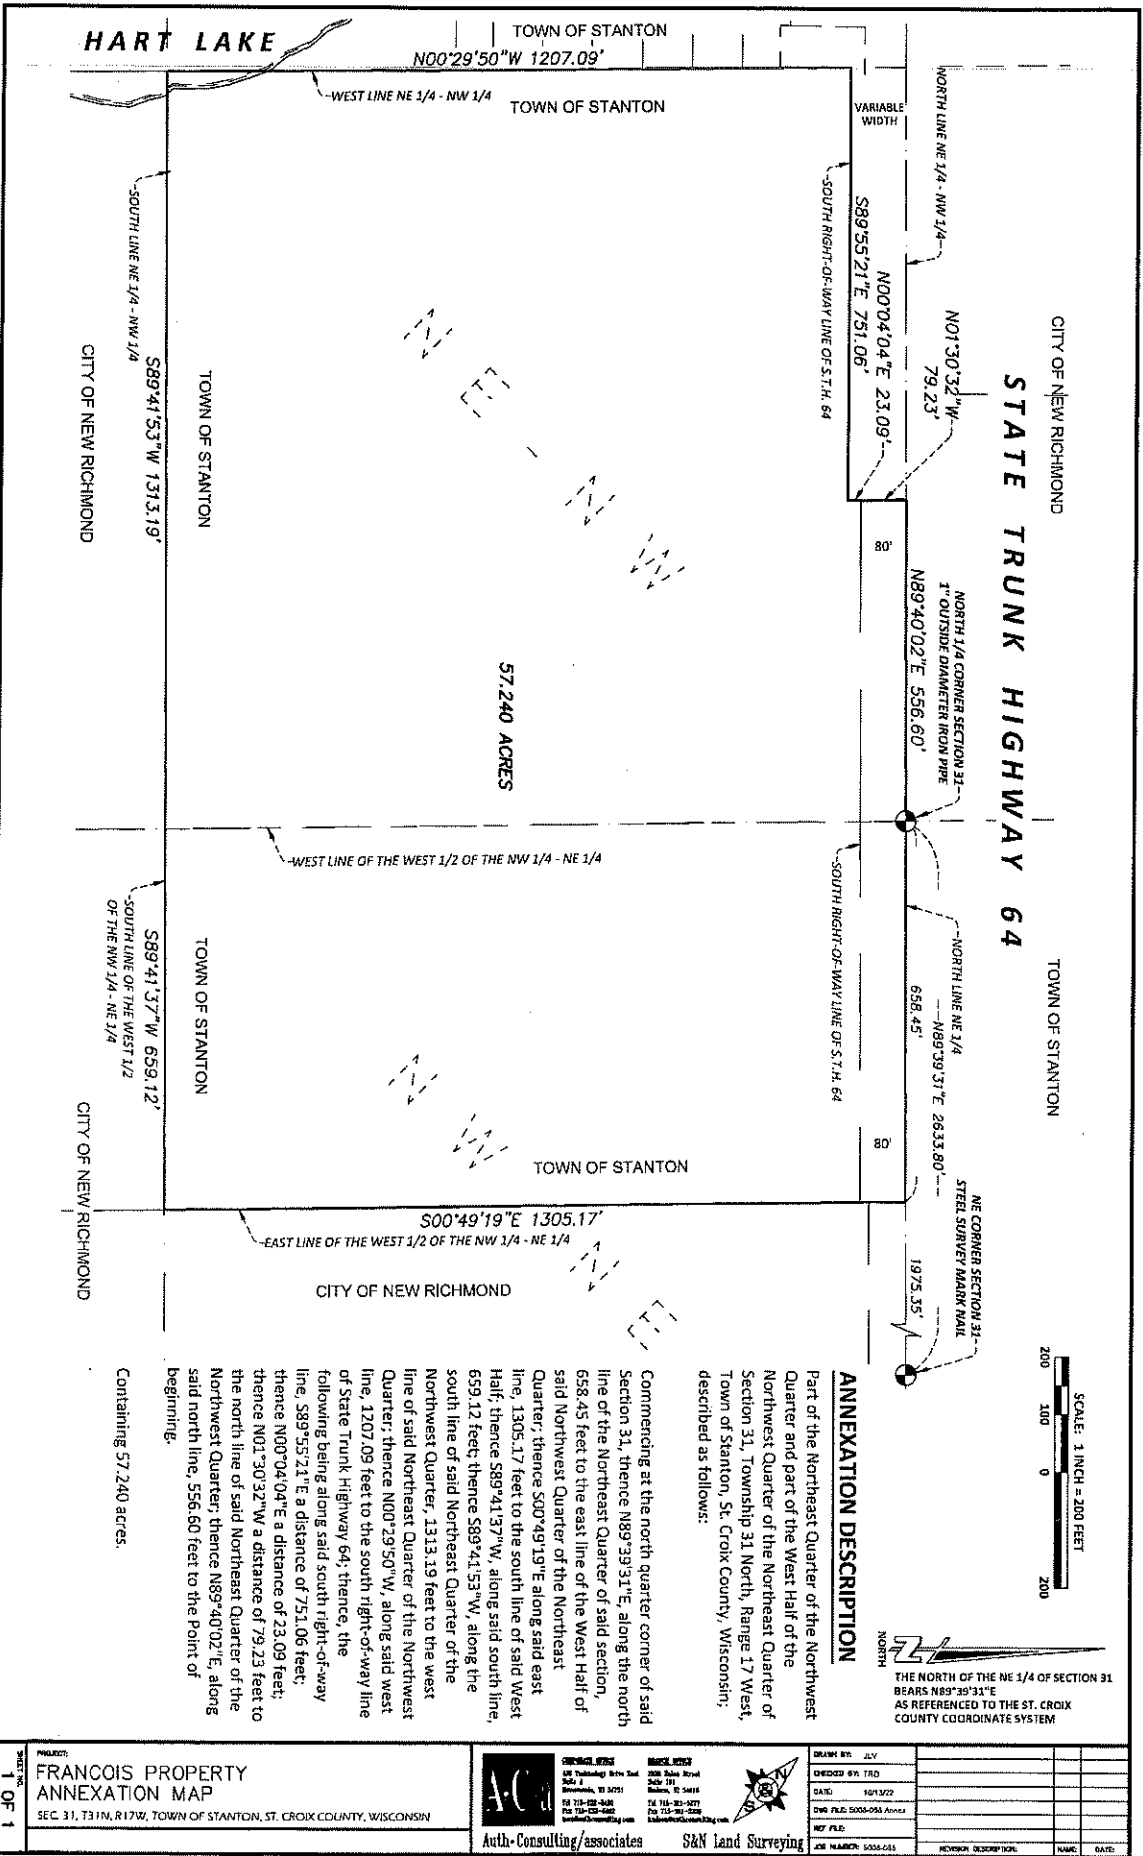 HART LAKE
TOWN OF STANTON
N00°29'50"W 1207.09'
WEST LINE NE 1/4 - NW 1/4
TOWN OF STANTON
VARIABLE
WIDTH
NORTH LINE NE 1/4 - NW 1/4
SOUTH RIGHT-OF-WAY LINE OF S.T.H. 64
S89°55'21"E 751.06'
N00°04'04"E 23.09'
N01°30'32"W
79.23'
CITY OF NEW RICHMOND
STATE TRUNK HIGHWAY 64
TOWN OF STANTON
80'
N89°40'02"E 556.60'
NORTH 1/4 CORNER SECTION 31
1" OUTSIDE DIAMETER IRON PIPE
NORTH LINE NE 1/4
658.45'
N89°39'31"E 2633.80'
NE CORNER SECTION 31
STEEL SURVEY MARK NAIL
1975.35'
80'
SOUTH RIGHT-OF-WAY LINE OF S.T.H. 64
NE - NW
57.240 ACRES
WEST LINE OF THE WEST 1/2 OF THE NW 1/4 - NE 1/4
NW
NE
TOWN OF STANTON
S00°49'19"E 1305.17'
EAST LINE OF THE WEST 1/2 OF THE NW 1/4 - NE 1/4
CITY OF NEW RICHMOND
SOUTH LINE NE 1/4 - NW 1/4
TOWN OF STANTON
S89°41'53"W 1313.19'
CITY OF NEW RICHMOND
TOWN OF STANTON
S89°41'37"W 659.12'
SOUTH LINE OF THE WEST 1/2
OF THE NW 1/4 - NE 1/4
CITY OF NEW RICHMOND
SCALE: 1 INCH = 200 FEET
200 100 0 200
NORTH
THE NORTH OF THE NE 1/4 OF SECTION 31
BEARS N89°39'31"E
AS REFERENCED TO THE ST. CROIX
COUNTY COORDINATE SYSTEM
ANNEXATION DESCRIPTION
Part of the Northeast Quarter of the Northwest
Quarter and part of the West Half of the
Northwest Quarter of the Northeast Quarter of
Section 31, Township 31 North, Range 17 West,
Town of Stanton, St. Croix County, Wisconsin;
described as follows:
Commencing at the north quarter corner of said
Section 31, thence N89°39'31"E, along the north
line of the Northeast Quarter of said section,
658.45 feet to the east line of the West Half of
said Northwest Quarter of the Northeast
Quarter; thence S00°49'19"E along said east
line, 1305.17 feet to the south line of said West
Half; thence S89°41'37"W, along said south line,
659.12 feet; thence S89°41'53"W, along the
south line of said Northeast Quarter of the
Northwest Quarter, 1313.19 feet to the west
line of said Northeast Quarter of the Northwest
Quarter; thence N00°29'50"W, along said west
line, 1207.09 feet to the south right-of-way line
of State Trunk Highway 64; thence, the
following being along said south right-of-way
line, S89°55'21"E a distance of 751.06 feet;
thence N00°04'04"E a distance of 23.09 feet;
thence N01°30'32"W a distance of 79.23 feet to
the north line of said Northeast Quarter of the
Northwest Quarter; thence N89°40'02"E, along
said north line, 556.60 feet to the Point of
beginning.
Containing 57.240 acres.
SHEET NO.
1 OF 1
PROJECT:
FRANCOIS PROPERTY
ANNEXATION MAP
SEC. 31, T31N, R17W, TOWN OF STANTON, ST. CROIX COUNTY, WISCONSIN
A·C/a
Auth·Consulting/associates
S&N Land Surveying
DRAWN BY: JLV
CHECKED BY: TRD
DATE: 10/13/22
REF FILE:
REVISION DESCRIPTION: NAME: DATE: